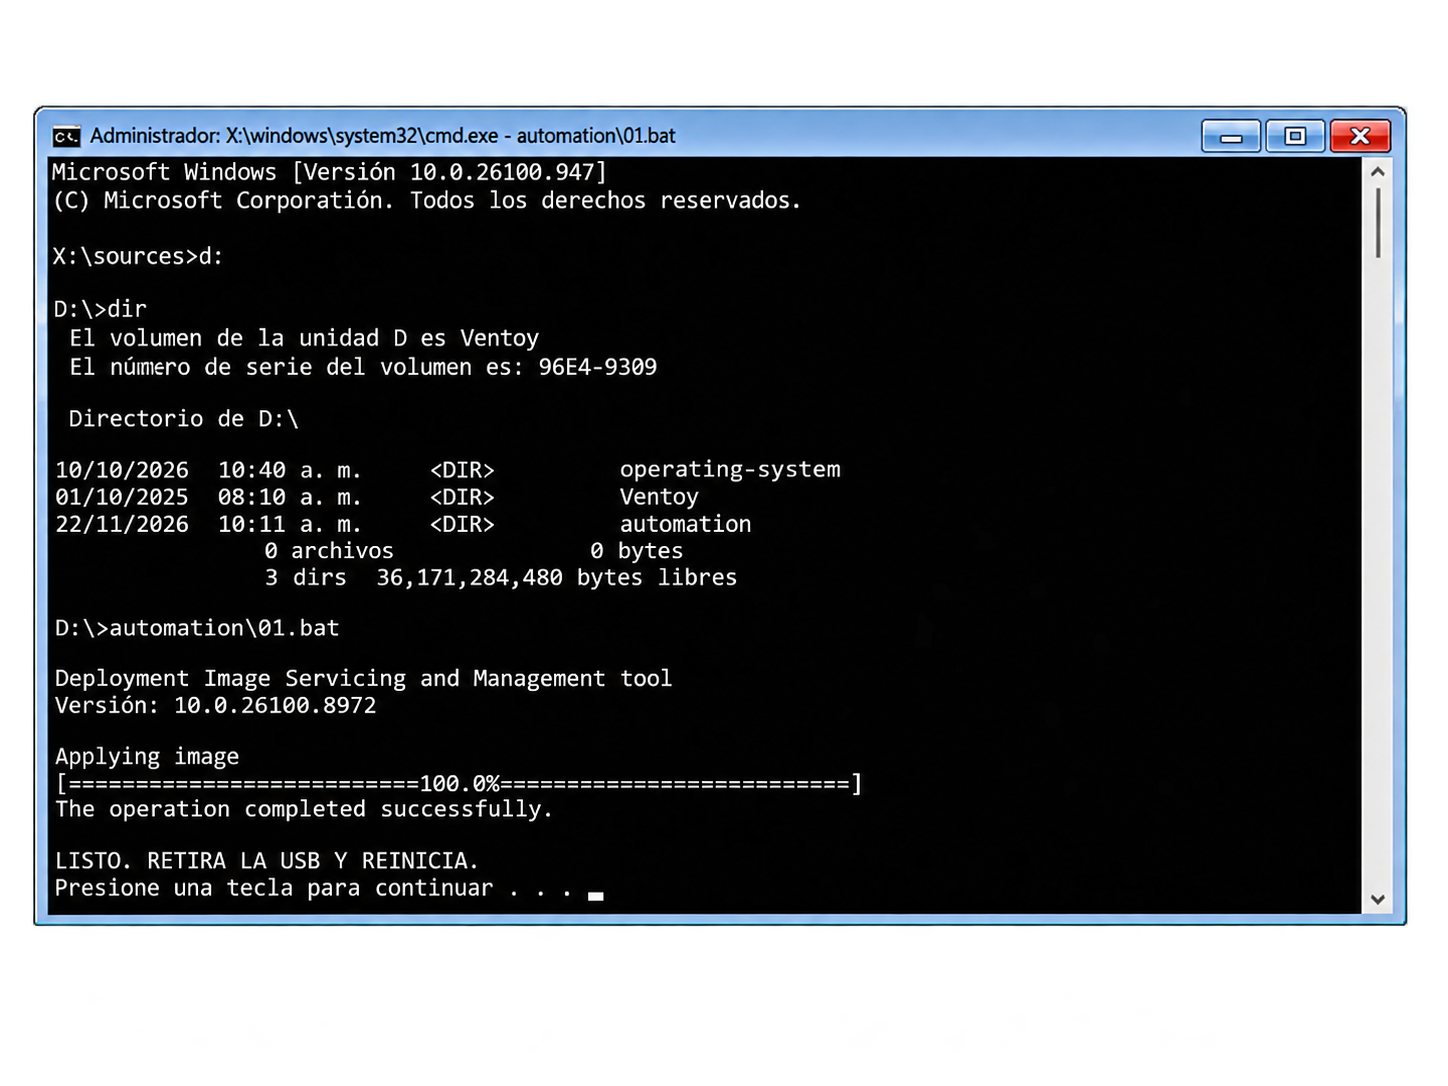 Administrador: X:\windows\system32\cmd.exe - automation\01.bat
Microsoft Windows [Versión 10.0.26100.947]
(C) Microsoft Corporatión. Todos los derechos reservados.
X:\sources>d:
D:\>dir
El volumen de la unidad D es Ventoy
El número de serie del volumen es: 96E4-9309
Directorio de D:\
10/10/2026  10:40 a. m.     <DIR>          operating-system
01/10/2025  08:10 a. m.     <DIR>          Ventoy
22/11/2026  10:11 a. m.     <DIR>          automation
0 archivos               0 bytes
3 dirs  36,171,284,480 bytes libres
D:\>automation\01.bat
Deployment Image Servicing and Management tool
Versión: 10.0.26100.8972
Applying image
[==========================100.0%==========================]
The operation completed successfully.
LISTO. RETIRA LA USB Y REINICIA.
Presione una tecla para continuar . . .